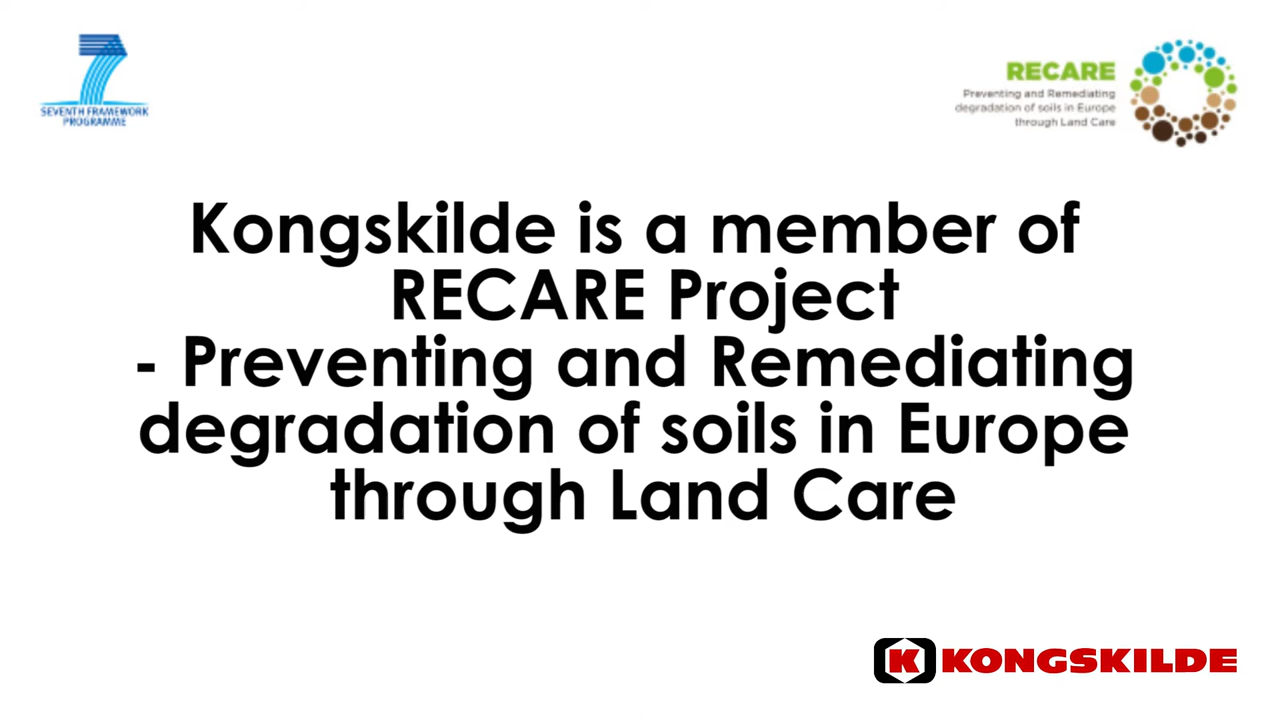 7
SEVENTH FRAMEWORK
PROGRAMME
RECARE
Preventing and Remediating
degradation of soils in Europe
through Land Care
Kongskilde is a member of
RECARE Project
- Preventing and Remediating
degradation of soils in Europe
through Land Care
K KONGSKILDE